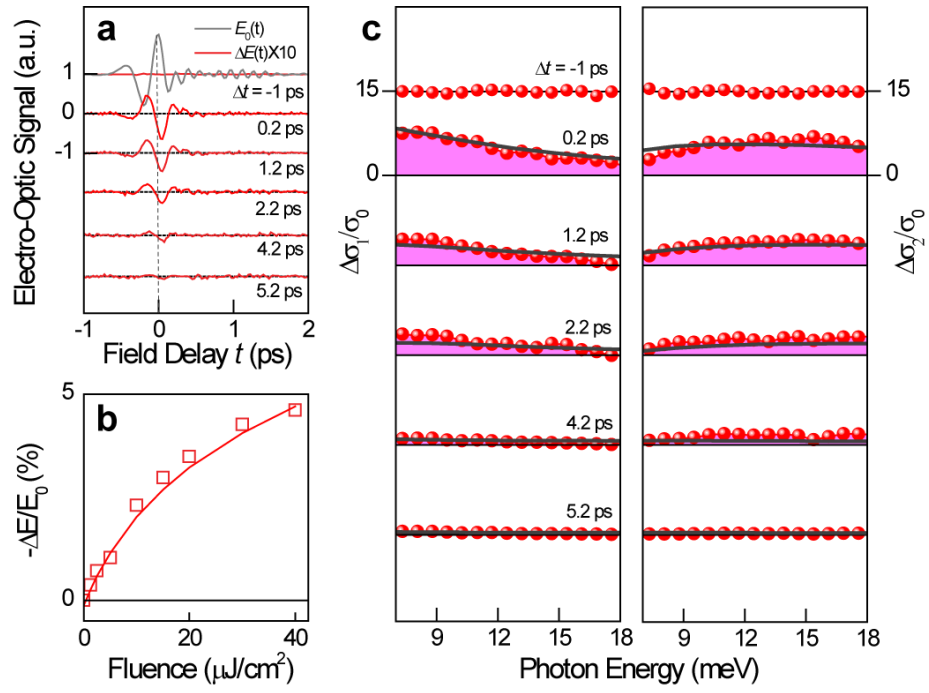 a
E₀(t)
ΔE(t)X10
Electro-Optic Signal (a.u.)
1
0
-1
Δt = -1 ps
0.2 ps
1.2 ps
2.2 ps
4.2 ps
5.2 ps
-1 0 1 2
Field Delay t (ps)
b
-ΔE/E₀ (%)
5
0
0 20 40
Fluence (μJ/cm²)
c
Δσ₁/σ₀
15
0
Δt = -1 ps
0.2 ps
1.2 ps
2.2 ps
4.2 ps
5.2 ps
15
0
Δσ₂/σ₀
9 12 15 18
9 12 15 18
Photon Energy (meV)